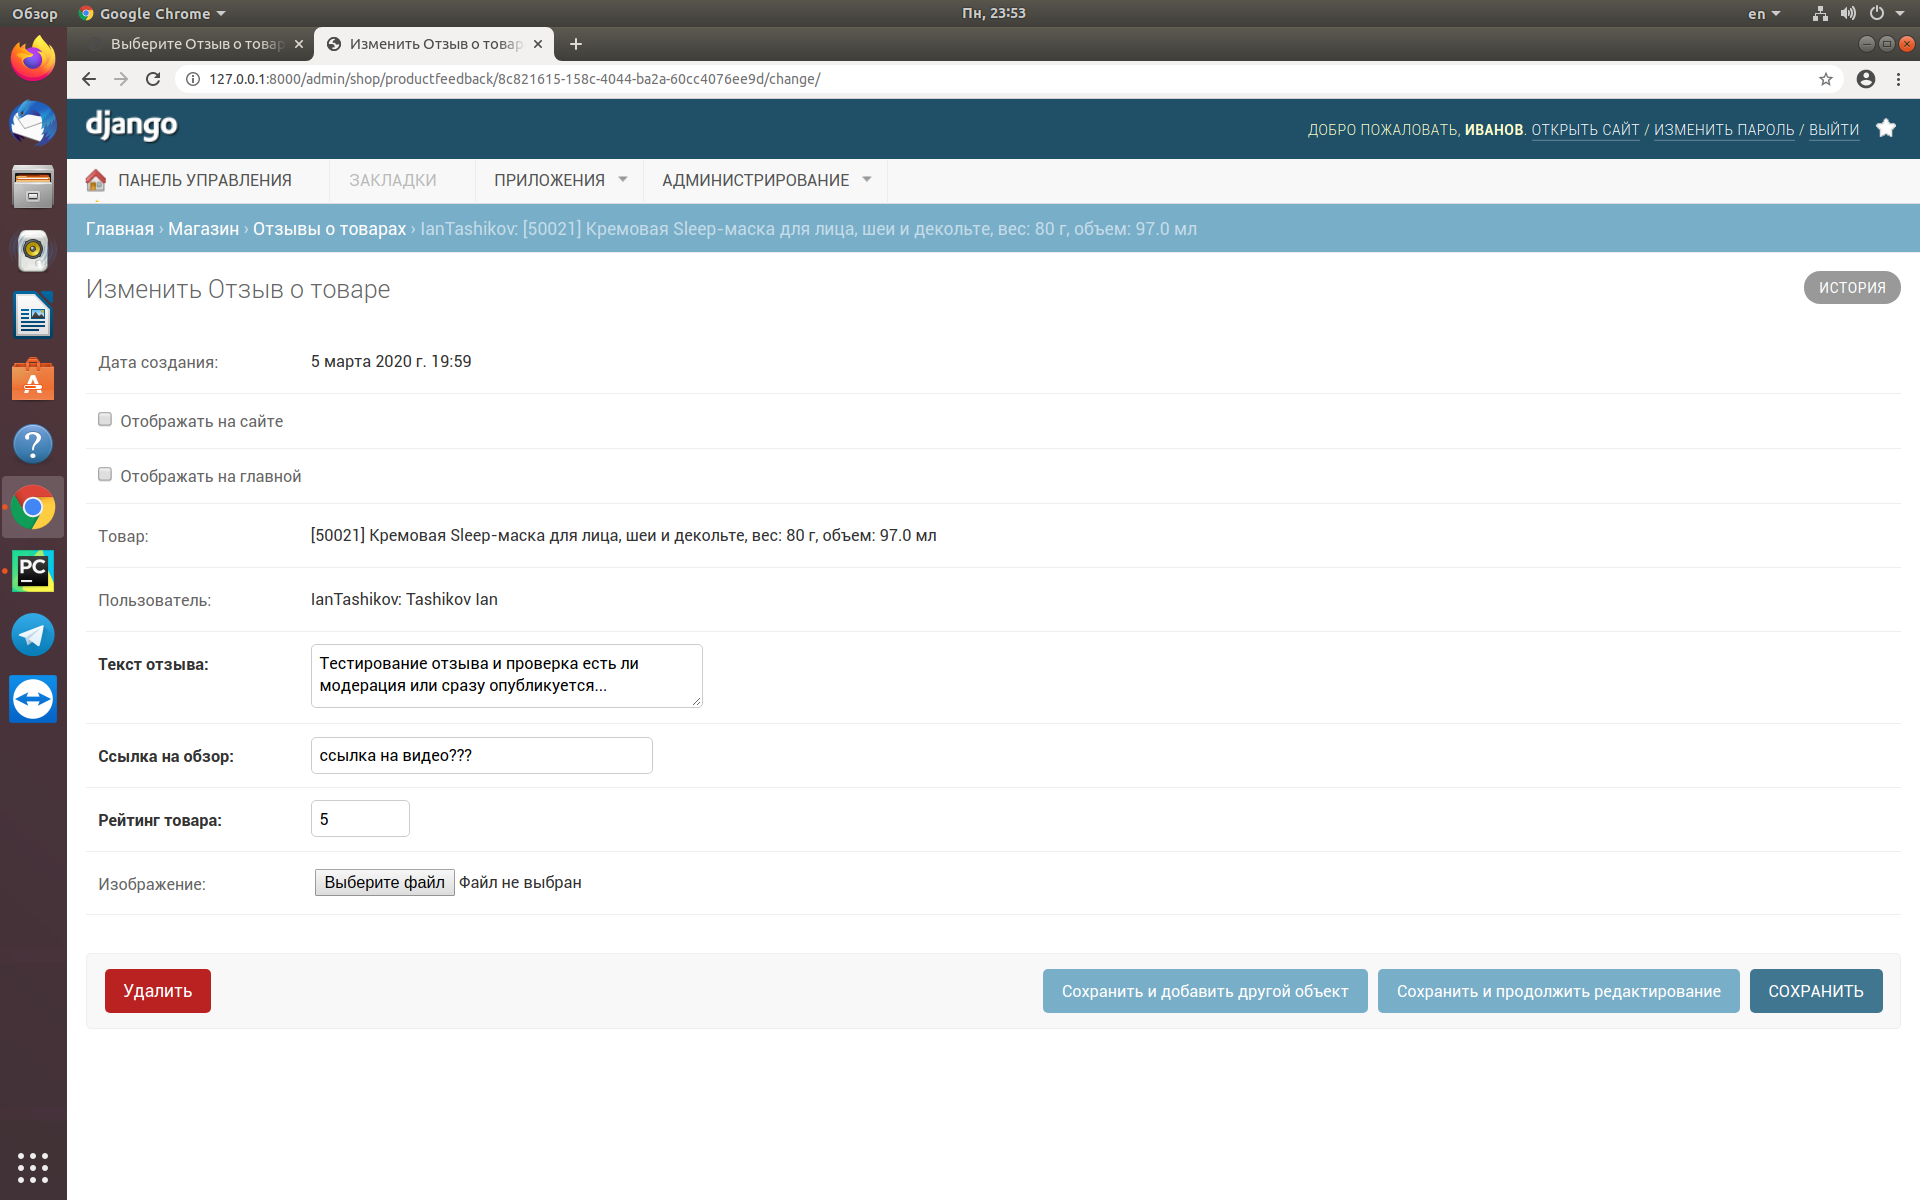 Обзор
Google Chrome
Пн, 23:53
en
Выберите Отзыв о товар
Изменить Отзыв о товар
127.0.0.1:8000/admin/shop/productfeedback/8c821615-158c-4044-ba2a-60cc4076ee9d/change/
django
ДОБРО ПОЖАЛОВАТЬ, ИВАНОВ. ОТКРЫТЬ САЙТ / ИЗМЕНИТЬ ПАРОЛЬ / ВЫЙТИ
ПАНЕЛЬ УПРАВЛЕНИЯ
ЗАКЛАДКИ
ПРИЛОЖЕНИЯ
АДМИНИСТРИРОВАНИЕ
Главная › Магазин › Отзывы о товарах › IanTashikov: [50021] Кремовая Sleep-маска для лица, шеи и декольте, вес: 80 г, объем: 97.0 мл
Изменить Отзыв о товаре
ИСТОРИЯ
Дата создания: 5 марта 2020 г. 19:59
Отображать на сайте
Отображать на главной
Товар: [50021] Кремовая Sleep-маска для лица, шеи и декольте, вес: 80 г, объем: 97.0 мл
Пользователь: IanTashikov: Tashikov Ian
Текст отзыва: Тестирование отзыва и проверка есть ли
модерация или сразу опубликуется...
Ссылка на обзор: ссылка на видео???
Рейтинг товара: 5
Изображение: Выберите файл Файл не выбран
Удалить
Сохранить и добавить другой объект
Сохранить и продолжить редактирование
СОХРАНИТЬ
PC